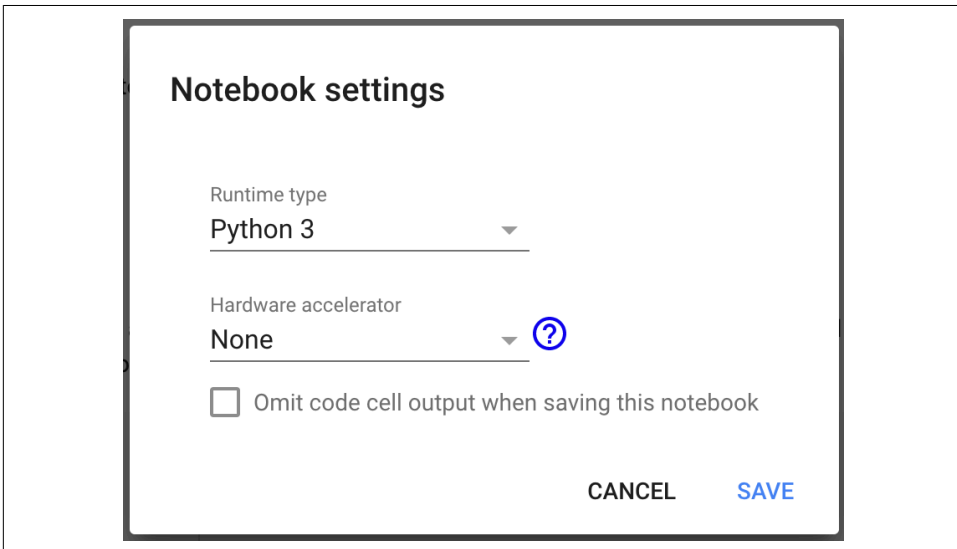 Notebook settings
Runtime type
Python 3
Hardware accelerator
None
Omit code cell output when saving this notebook
CANCEL SAVE